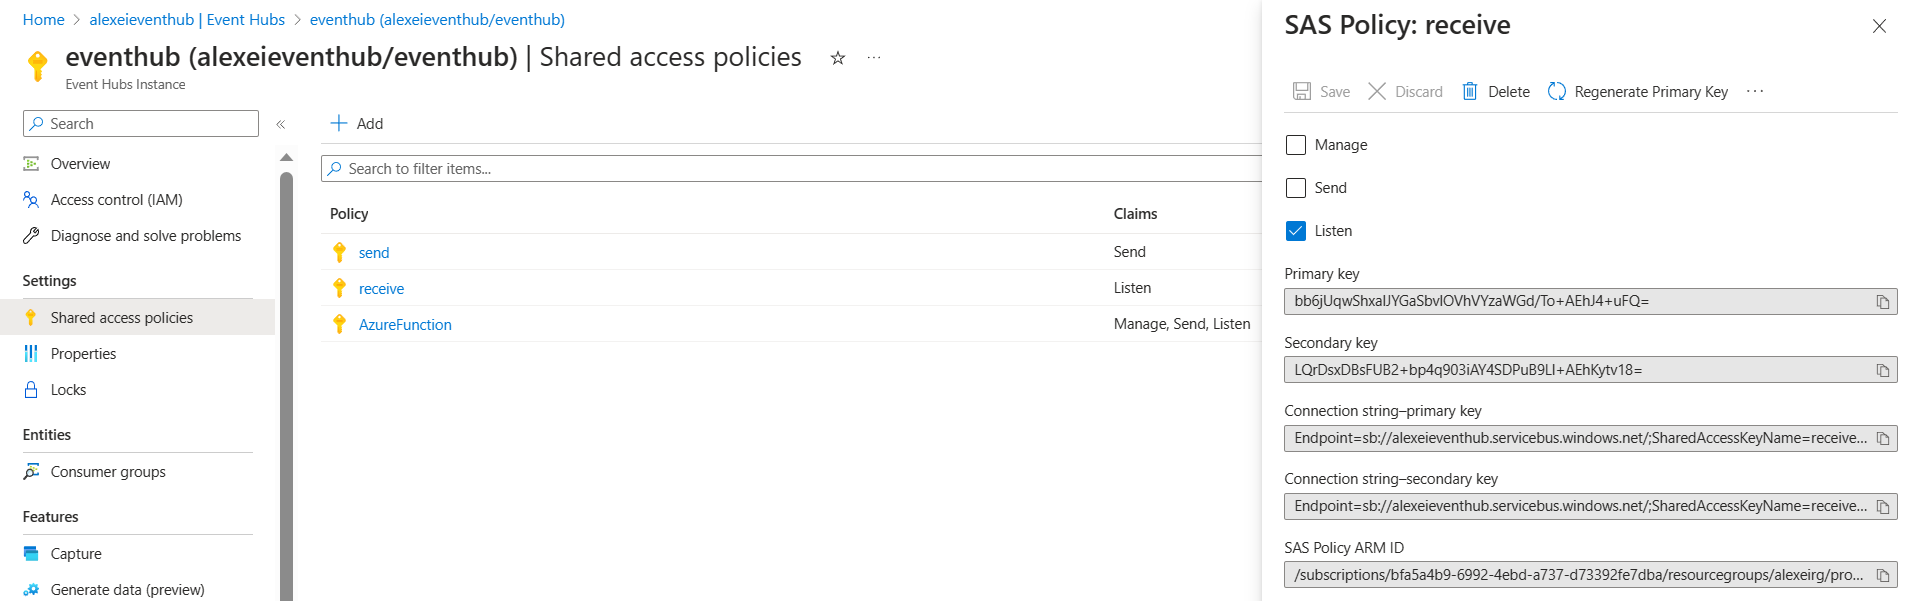 Home > alexeieventhub | Event Hubs > eventhub (alexeieventhub/eventhub)
eventhub (alexeieventhub/eventhub) | Shared access policies
Event Hubs Instance
Search
Overview
Access control (IAM)
Diagnose and solve problems
Settings
Shared access policies
Properties
Locks
Entities
Consumer groups
Features
Capture
Generate data (preview)
Add
Search to filter items...
Policy Claims
send Send
receive Listen
AzureFunction Manage, Send, Listen
SAS Policy: receive
Save Discard Delete Regenerate Primary Key ...
Manage
Send
Listen
Primary key
bb6jUqwShxaIJYGaSbvIOVhVYzaWGd/To+AEhJ4+uFQ=
Secondary key
LQrDsxDBsFUB2+bp4q903iAY4SDPuB9LI+AEhKytv18=
Connection string–primary key
Endpoint=sb://alexeieventhub.servicebus.windows.net/;SharedAccessKeyName=receive...
Connection string–secondary key
Endpoint=sb://alexeieventhub.servicebus.windows.net/;SharedAccessKeyName=receive...
SAS Policy ARM ID
/subscriptions/bfa5a4b9-6992-4ebd-a737-d73392fe7dba/resourcegroups/alexeirg/pro...